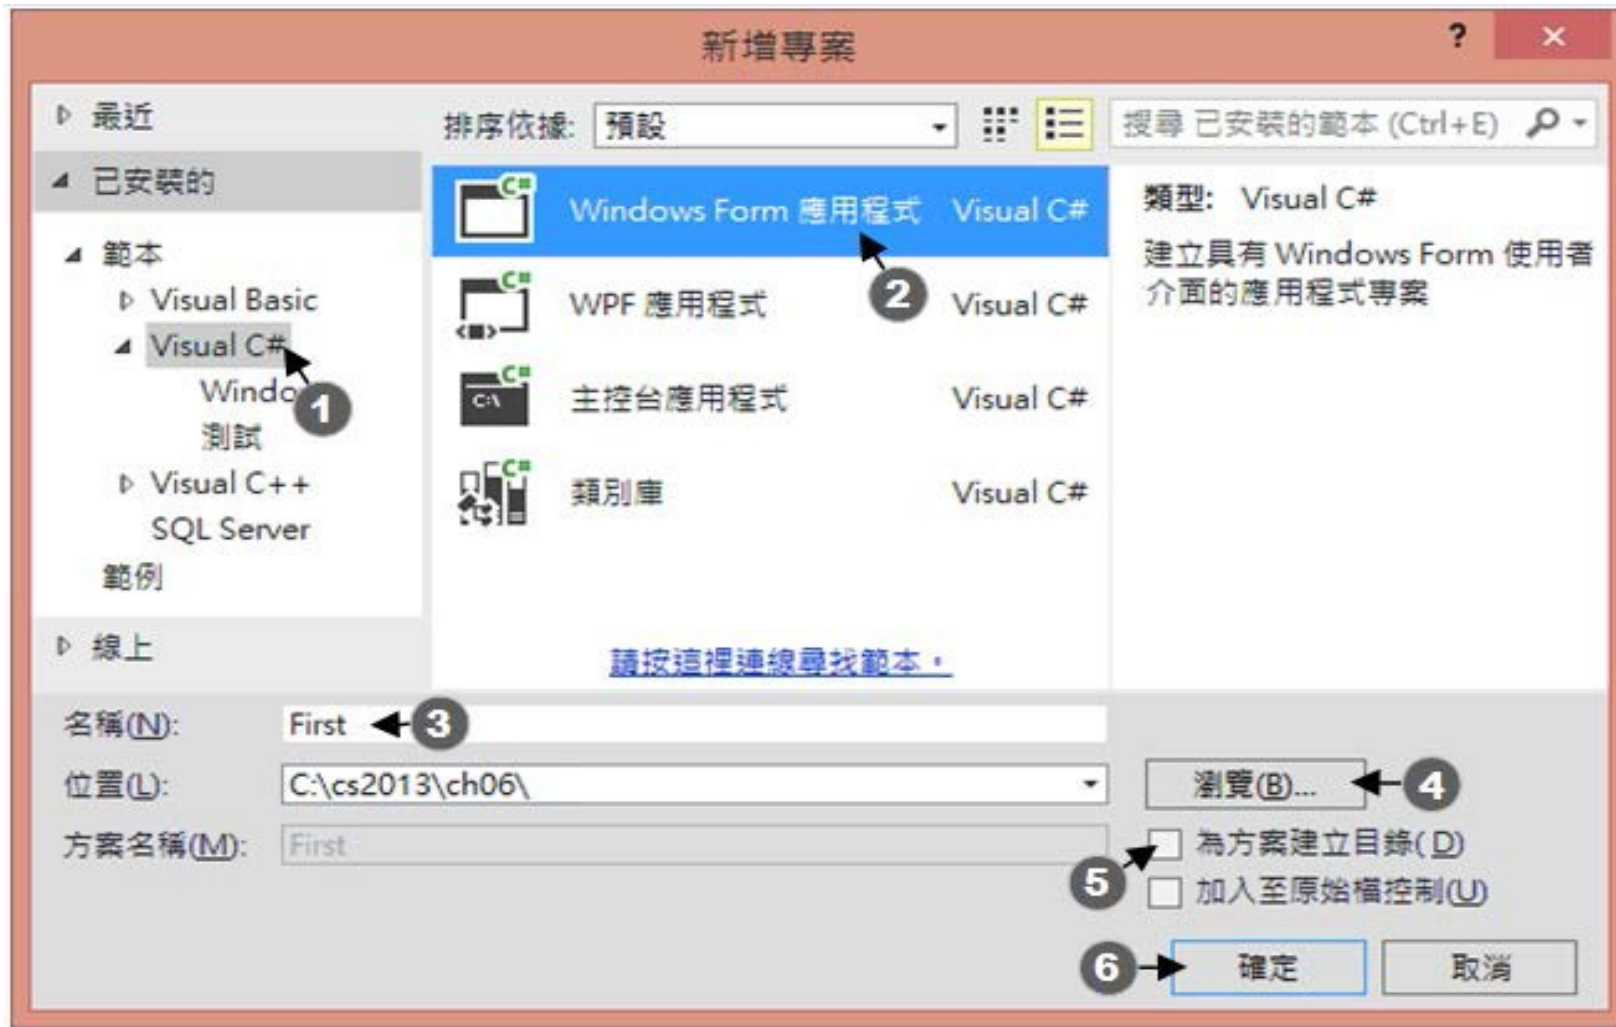 新增專案
?
最近
已安裝的
範本
Visual Basic
Visual C#
測試
Visual C++
SQL Server
範例
線上
排序依據: 預設
搜尋 已安裝的範本 (Ctrl+E)
C# Windows Form 應用程式 Visual C#
C# WPF 應用程式 Visual C#
C# C:\ 主控台應用程式 Visual C#
C# 類別庫 Visual C#
請按這裡連線尋找範本。
類型: Visual C#
建立具有 Windows Form 使用者
介面的應用程式專案
1
2
名稱(N): First
3
位置(L): C:\cs2013\ch06\
瀏覽(B)...
4
方案名稱(M): First
5
為方案建立目錄(D)
加入至原始檔控制(U)
6
確定
取消